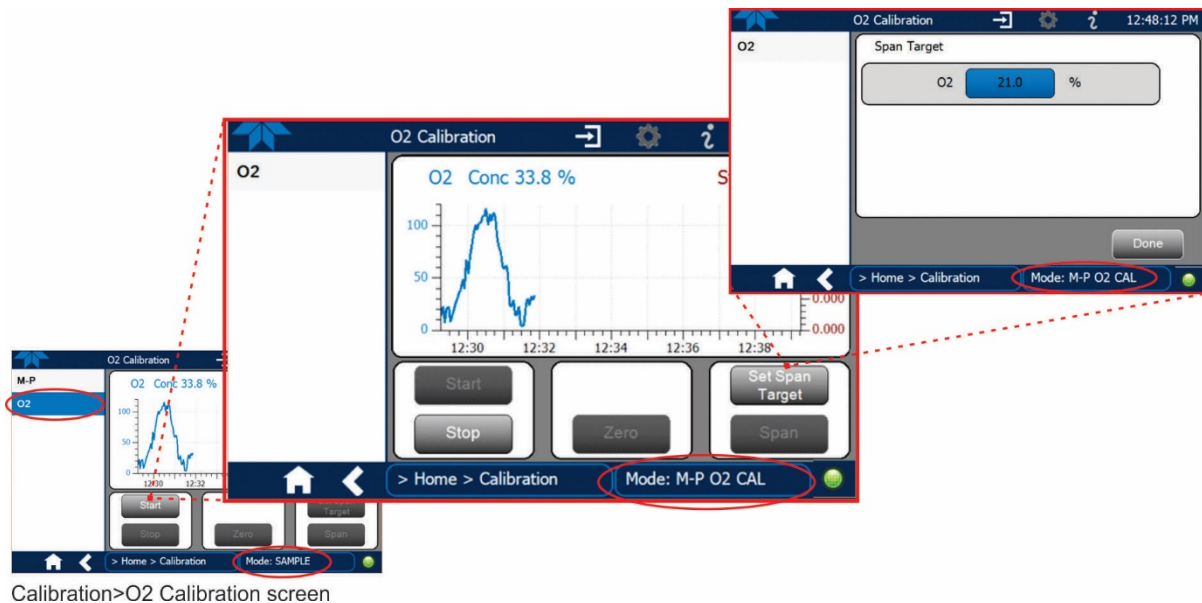 O2 Calibration
12:48:12 PM
O2
Span Target
O2 21.0 %
Done
> Home > Calibration
Mode: M-P O2 CAL
O2 Calibration
O2
O2 Conc 33.8 %
100
50
0
0.000
0.000
12:30 12:32 12:34 12:36 12:38
Start
Stop
Zero
Set Span
Target
Span
> Home > Calibration
Mode: M-P O2 CAL
O2 Calibration
M-P
O2
O2 Conc 33.8 %
100
50
0
12:30 12:32
Start
Stop
Zero
Target
Span
> Home > Calibration
Mode: SAMPLE
Calibration>O2 Calibration screen